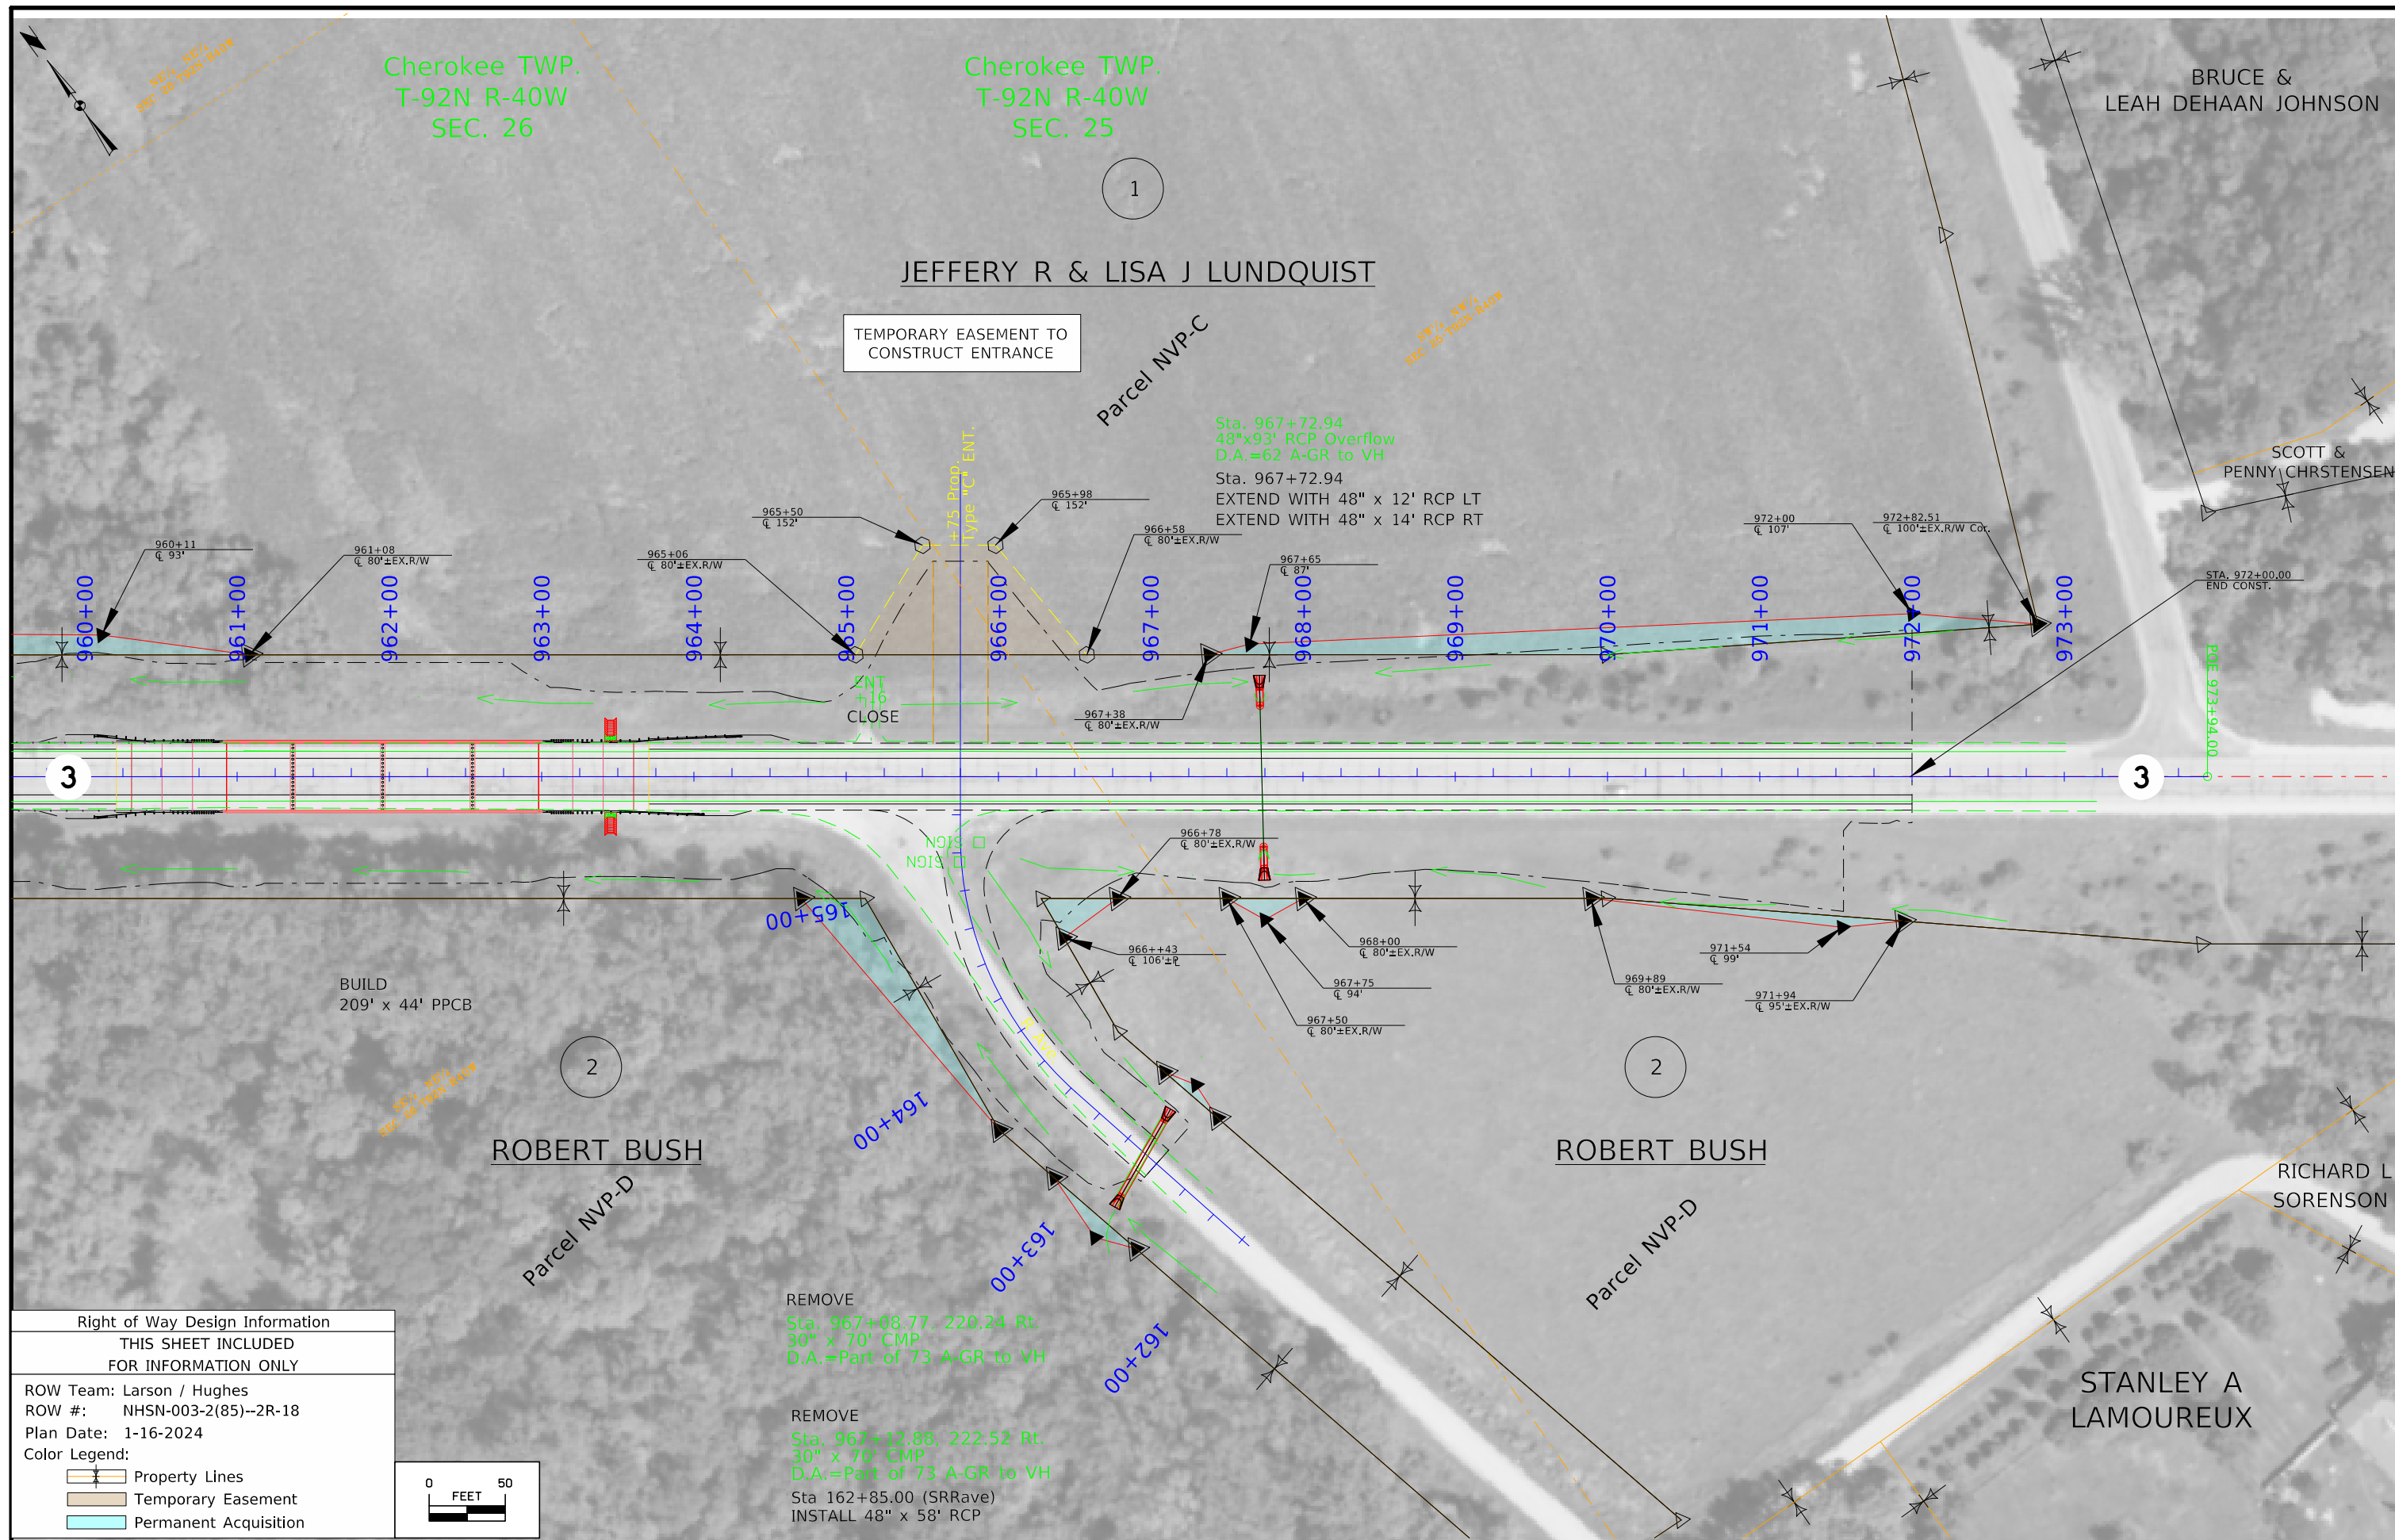 Cherokee TWP.
T-92N R-40W
SEC. 26
Cherokee TWP.
T-92N R-40W
SEC. 25
1
BRUCE &
LEAH DEHAAN JOHNSON
JEFFERY R & LISA J LUNDQUIST
TEMPORARY EASEMENT TO
CONSTRUCT ENTRANCE
Parcel NVP-C
SCOTT &
PENNY CHRSTENSEN
Sta. 967+72.94
48"x93' RCP Overflow
D.A.=62 A-GR to VH
Sta. 967+72.94
EXTEND WITH 48" x 12' RCP LT
EXTEND WITH 48" x 14' RCP RT
+75 Prop.
Type "C" ENT.
960+11
℄ 93'
961+08
℄ 80'±EX.R/W
965+06
℄ 80'±EX.R/W
965+50
℄ 152'
965+98
℄ 152'
966+58
℄ 80'±EX.R/W
967+65
℄ 87'
967+38
℄ 80'±EX.R/W
972+00
℄ 107'
972+82.51
℄ 100'±EX.R/W Cor.
STA. 972+00.00
END CONST.
960+00
961+00
962+00
963+00
964+00
965+00
966+00
967+00
968+00
969+00
970+00
971+00
972+00
973+00
POE 973+94.00
ENT
+16
CLOSE
3
3
SIGN
SIGN
966+78
℄ 80'±EX.R/W
966++43
℄ 106'±PL
968+00
℄ 80'±EX.R/W
967+75
℄ 94'
967+50
℄ 80'±EX.R/W
969+89
℄ 80'±EX.R/W
971+54
℄ 99'
971+94
℄ 95'±EX.R/W
165+00
164+00
163+00
162+00
BUILD
209' x 44' PPCB
2
ROBERT BUSH
Parcel NVP-D
2
ROBERT BUSH
Parcel NVP-D
RICHARD L
SORENSON
STANLEY A
LAMOUREUX
REMOVE
Sta. 967+08.77, 220.24 Rt.
30" x 70' CMP
D.A.=Part of 73 A-GR to VH
REMOVE
Sta. 967+12.88, 222.52 Rt.
30" x 70' CMP
D.A.=Part of 73 A-GR to VH
Sta 162+85.00 (SRRave)
INSTALL 48" x 58' RCP
Right of Way Design Information
THIS SHEET INCLUDED
FOR INFORMATION ONLY
ROW Team: Larson / Hughes
ROW #: NHSN-003-2(85)--2R-18
Plan Date: 1-16-2024
Color Legend:
Property Lines
Temporary Easement
Permanent Acquisition
0 50
FEET